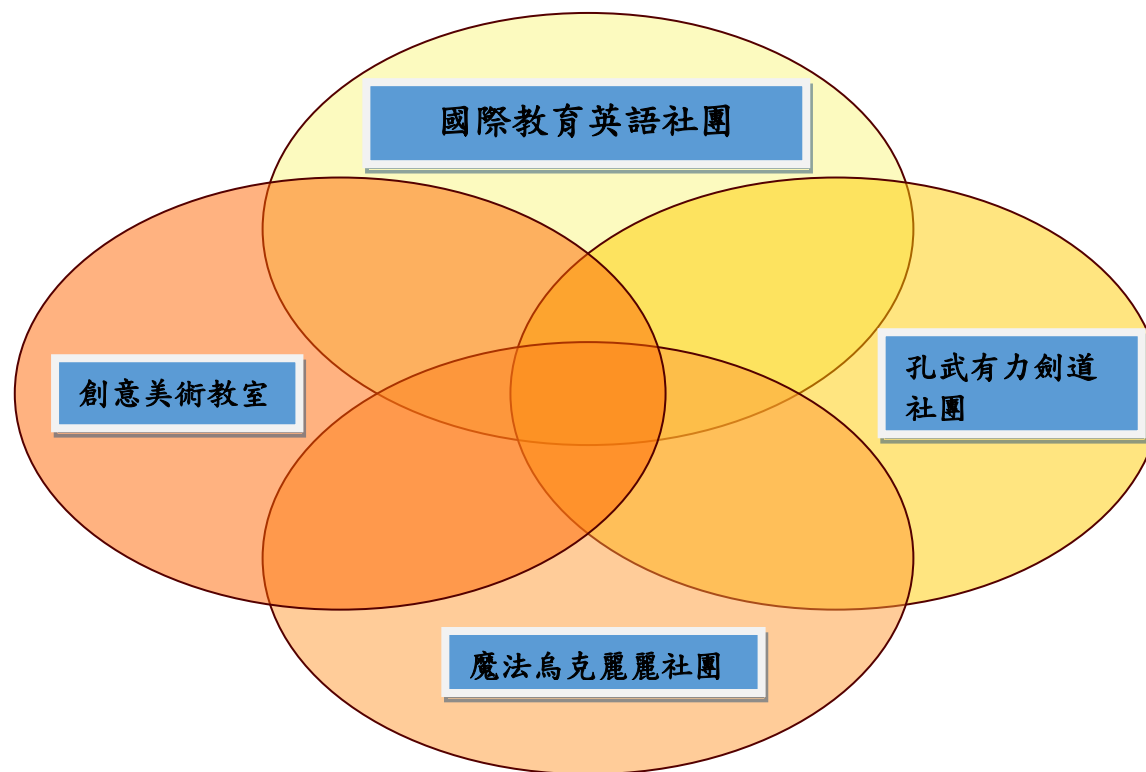 國際教育英語社團
創意美術教室
孔武有力劍道
社團
魔法烏克麗麗社團